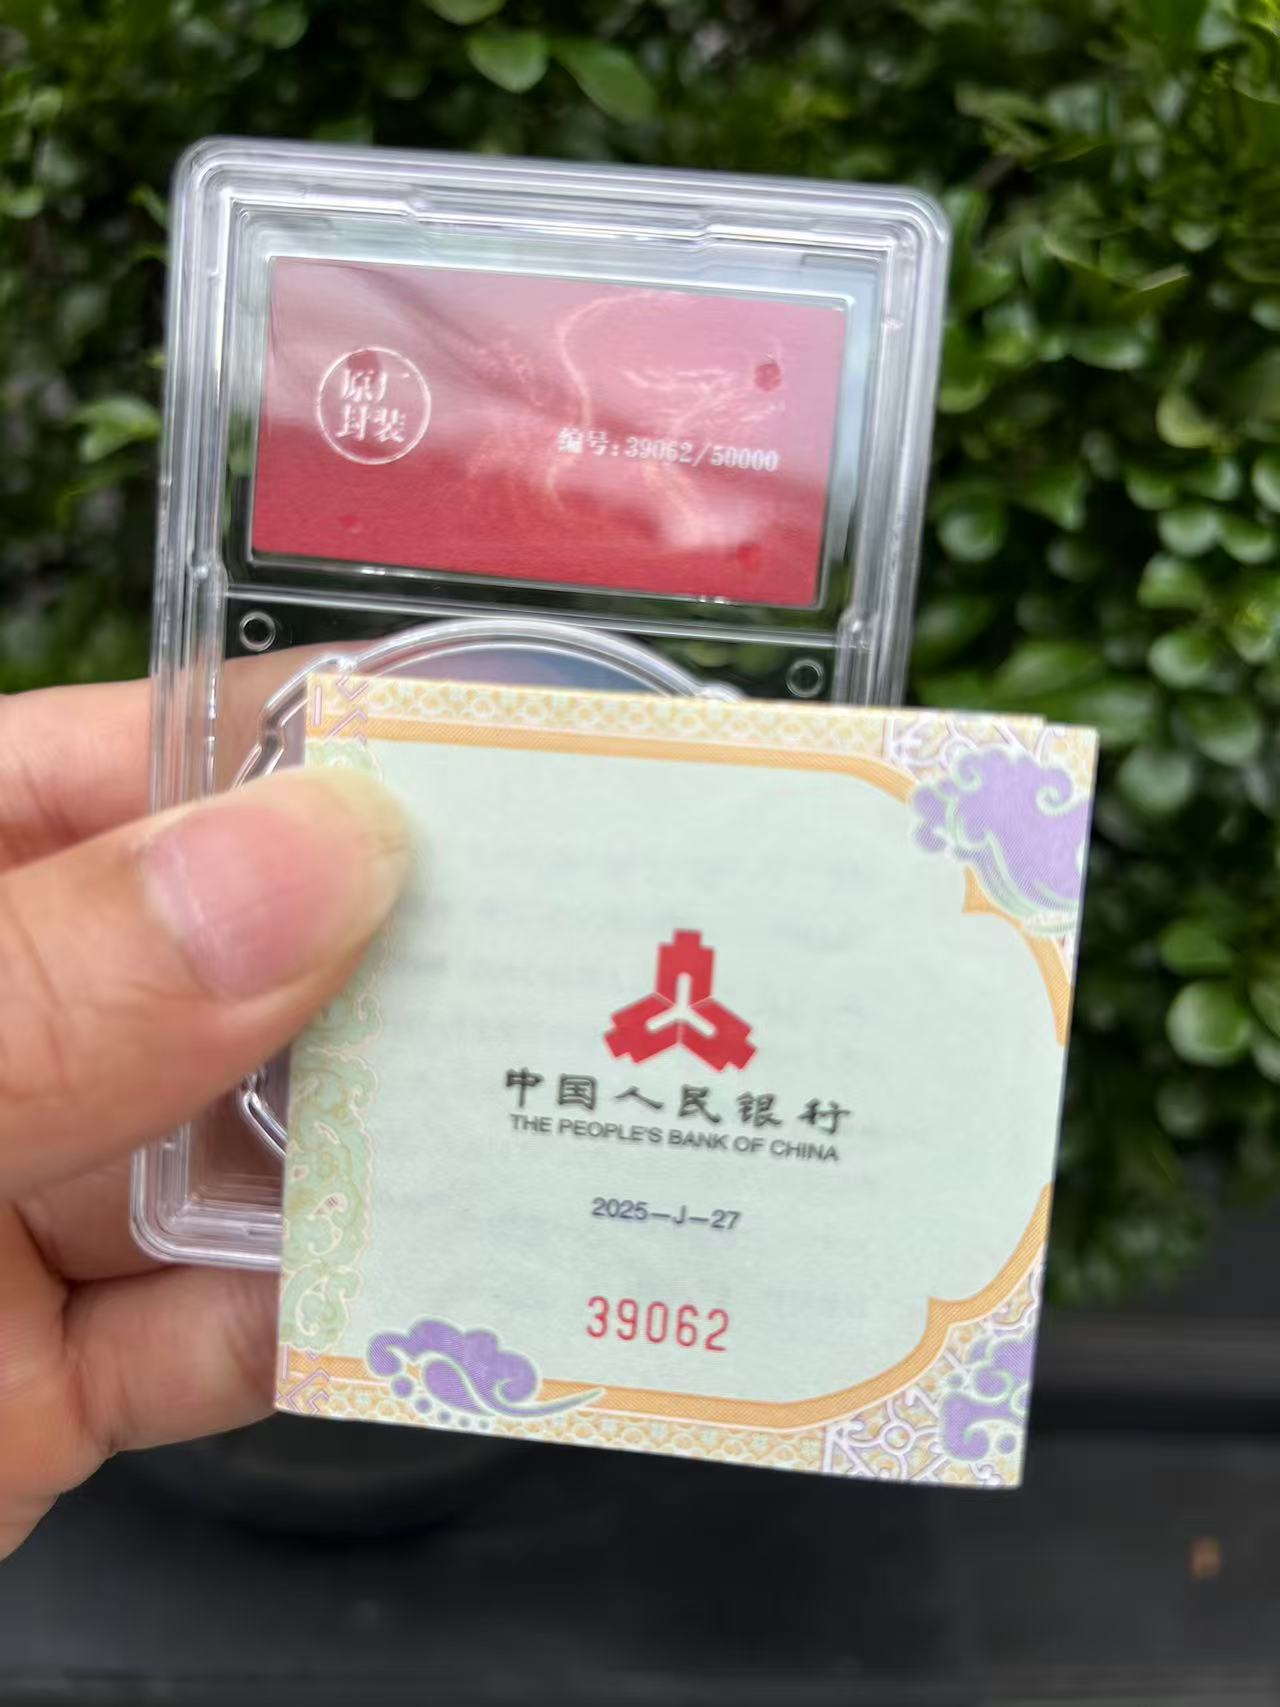 原厂
封装
编号:39062/50000
中国人民银行
THE PEOPLE'S BANK OF CHINA
2025—J—27
39062